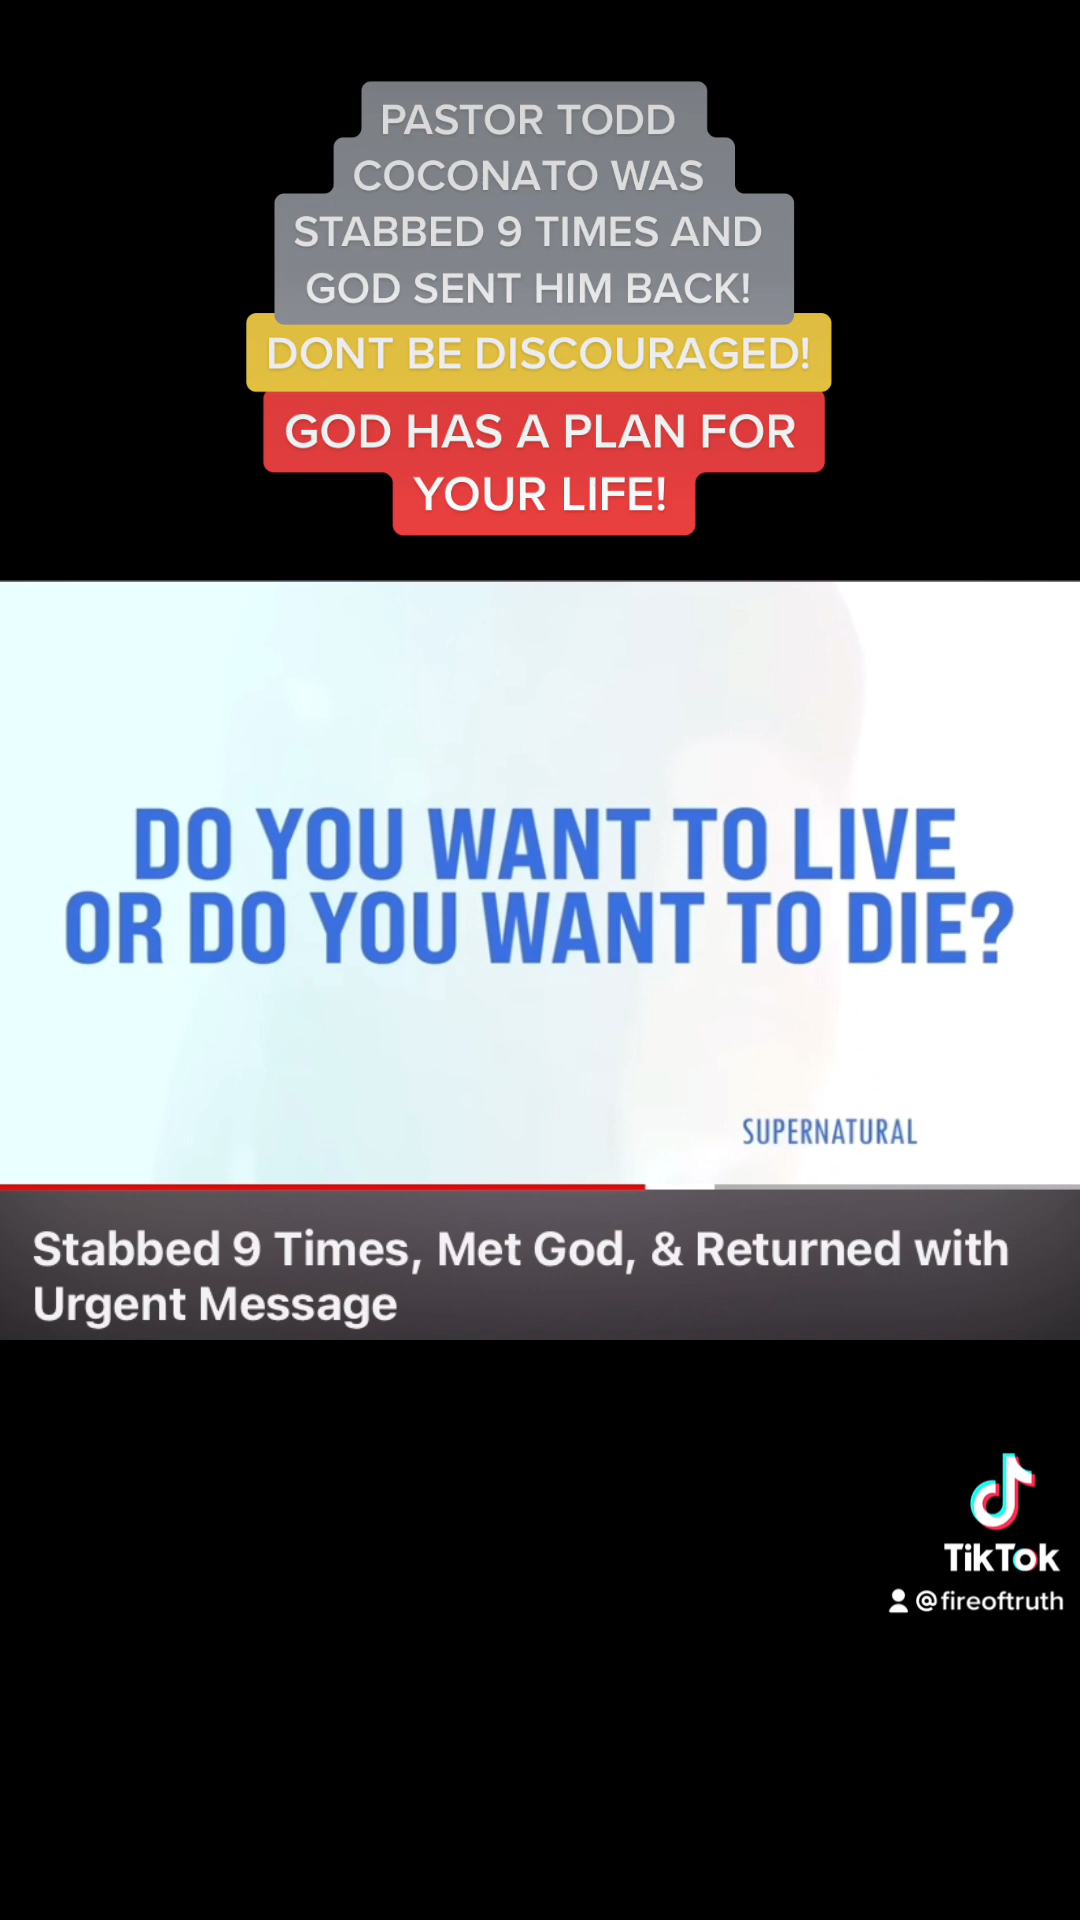 PASTOR TODD
COCONATO WAS
STABBED 9 TIMES AND
GOD SENT HIM BACK!
DONT BE DISCOURAGED!
GOD HAS A PLAN FOR
YOUR LIFE!
DO YOU WANT TO LIVE
OR DO YOU WANT TO DIE?
SUPERNATURAL
Stabbed 9 Times, Met God, & Returned with
Urgent Message
TikTok
@fireoftruth